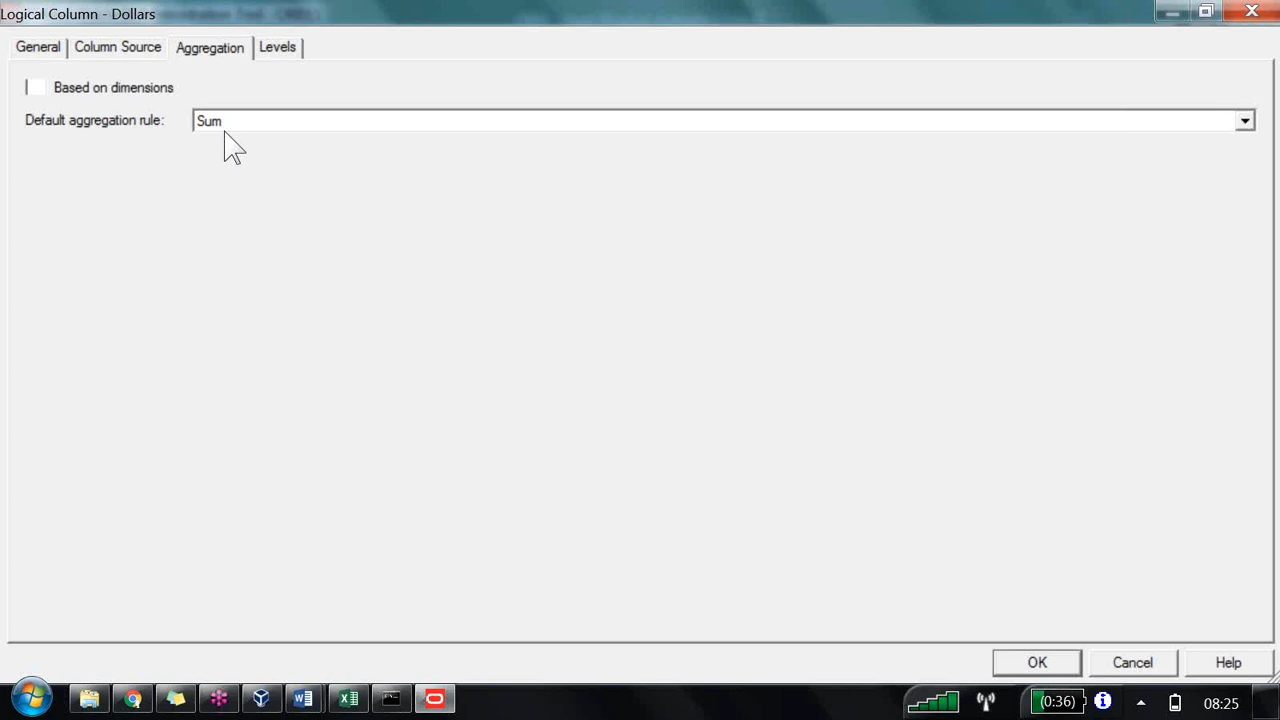 Logical Column - Dollars
General
Column Source
Aggregation
Levels
Based on dimensions
Default aggregation rule:
Sum
OK
Cancel
Help
(0:36)
08:25